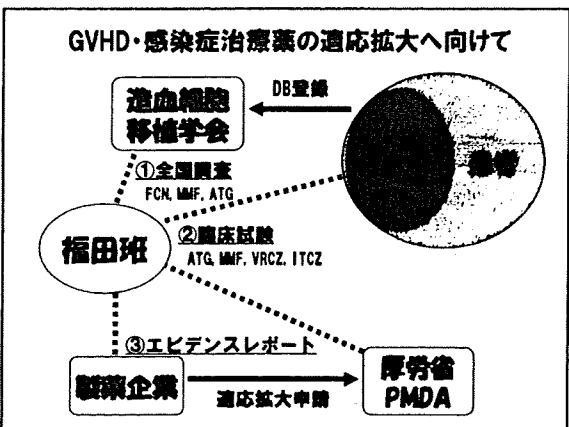 GVHD・感染症治療薬の適応拡大へ向けて
造血細胞
移植学会
DB登録
①全国調査
FCN, MMF, ATG
福田班
②臨床試験
ATG, MMF, VRCZ, ITCZ
③エビデンスレポート
製薬企業
適応拡大申請
厚労省
PMDA